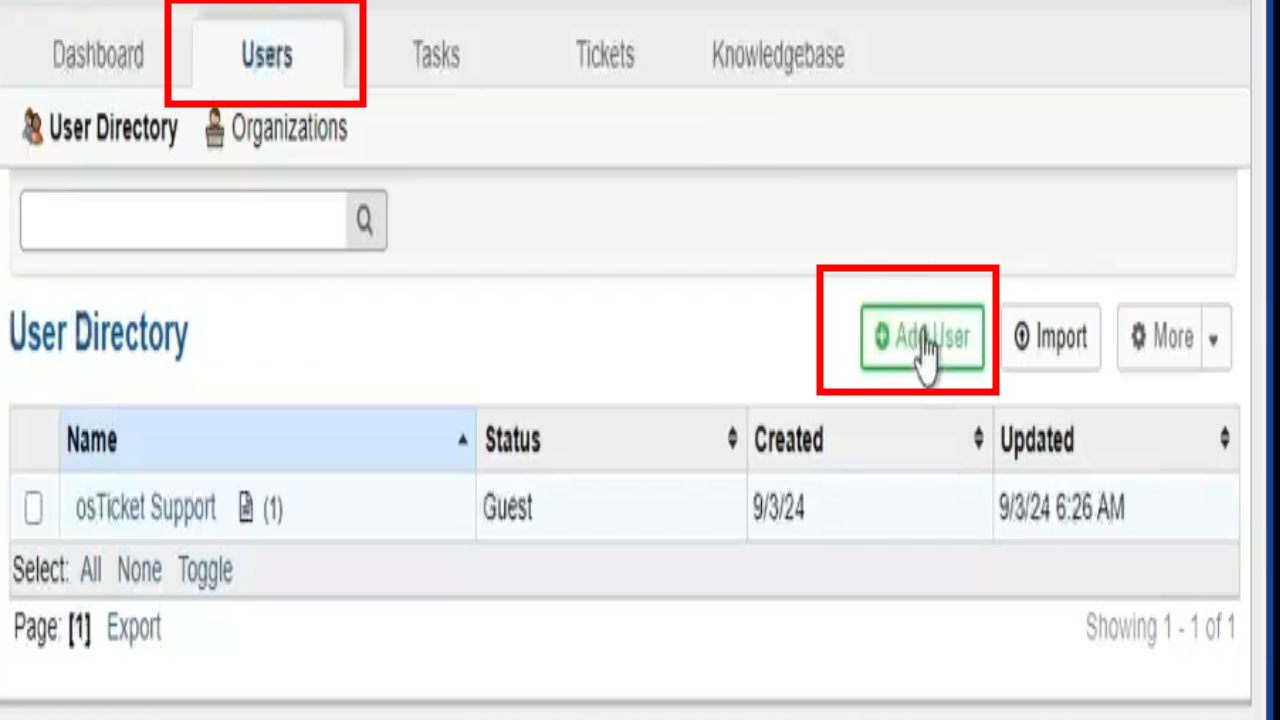 Dashboard Users Tasks Tickets Knowledgebase
User Directory Organizations
User Directory Add User Import More
Name Status Created Updated
osTicket Support (1) Guest 9/3/24 9/3/24 6:26 AM
Select: All None Toggle
Page: [1] Export Showing 1 - 1 of 1